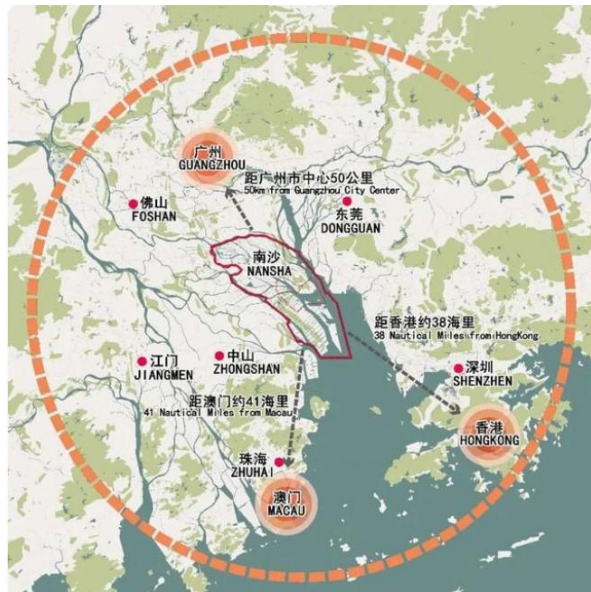 广州
GUANGZHOU
距广州市中心50公里
50km from Guangzhou City Center
佛山
FOSHAN
东莞
DONGGUAN
南沙
NANSHA
距香港约38海里
38 Nautical Miles from HongKong
江门
JIANGMEN
中山
ZHONGSHAN
深圳
SHENZHEN
距澳门约41海里
41 Nautical Miles from Macau
香港
HONGKONG
珠海
ZHUHAI
澳门
MACAU